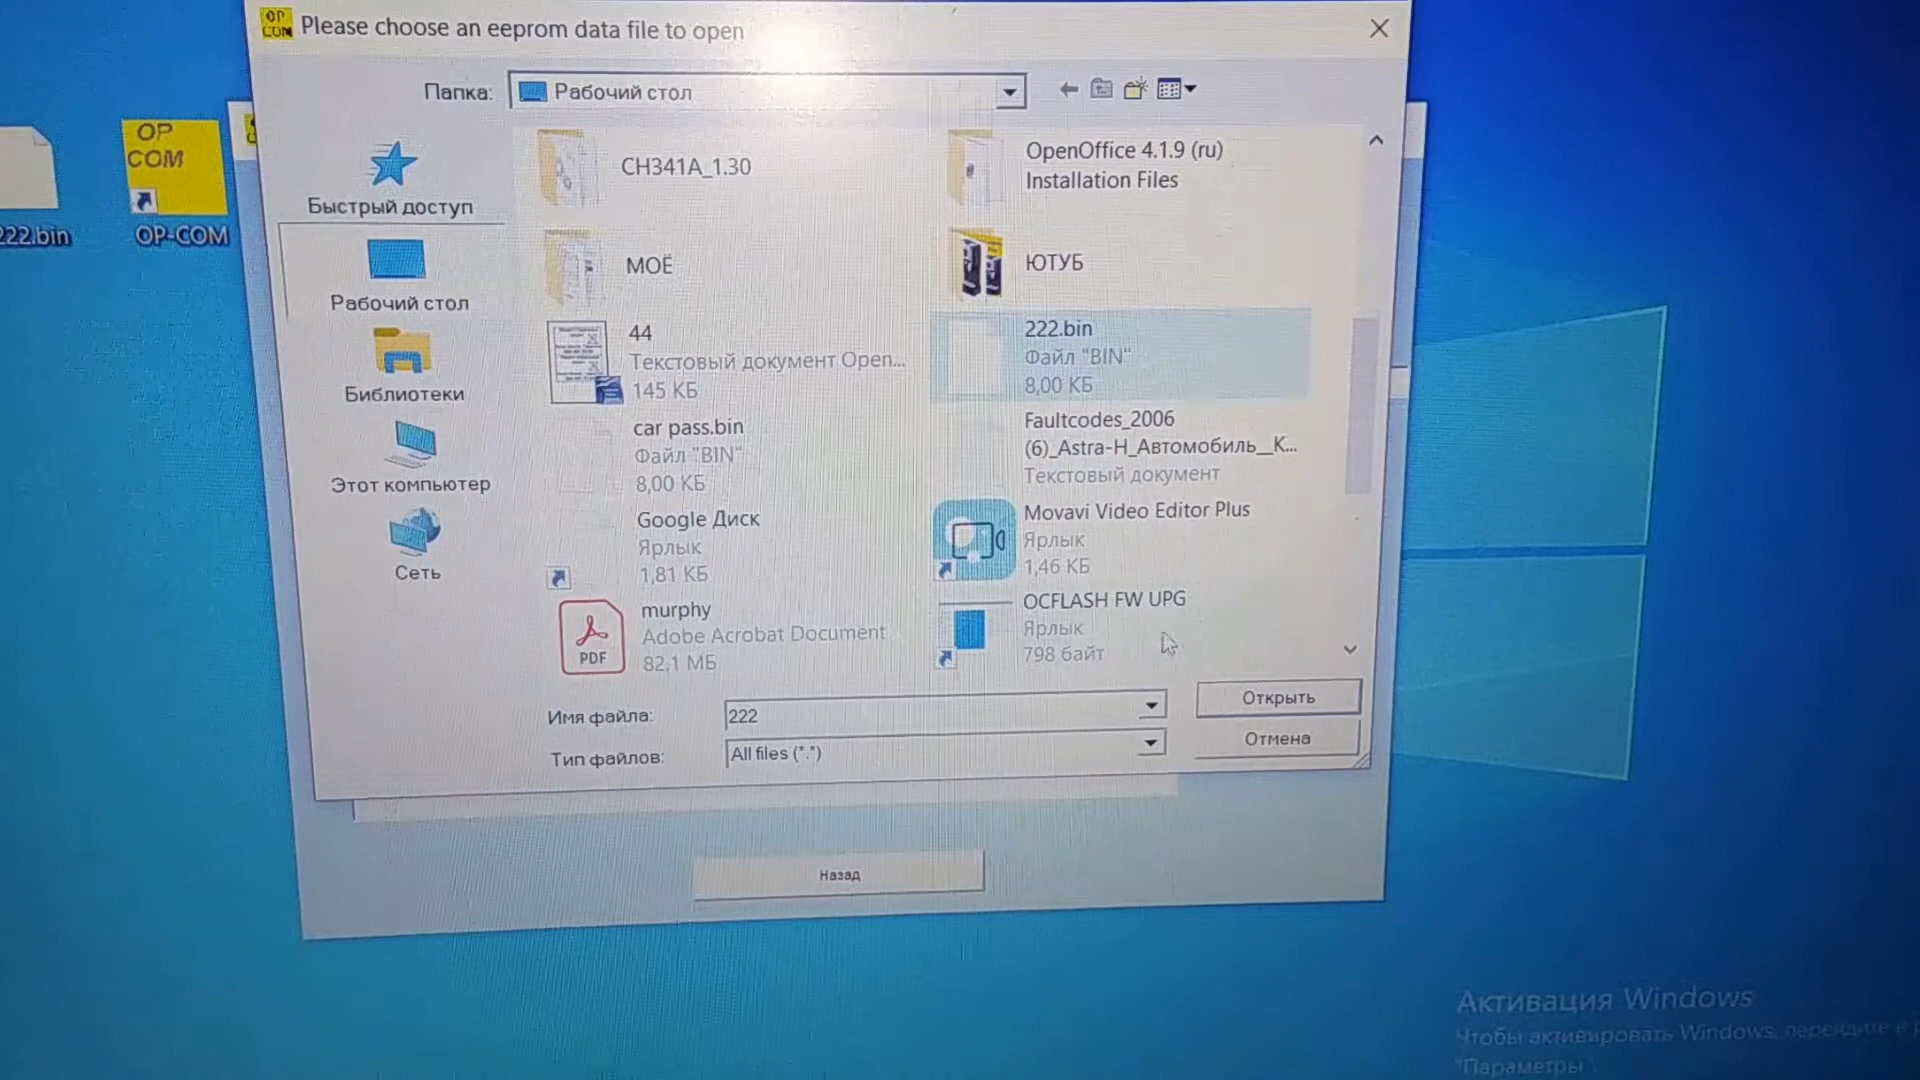 OP
COM
Please choose an eeprom data file to open
Папка:
Рабочий стол
OP
COM
222.bin
OP-COM
Быстрый доступ
Рабочий стол
Библиотеки
Этот компьютер
Сеть
CH341A_1.30
OpenOffice 4.1.9 (ru)
Installation Files
МОЁ
ЮТУБ
44
Текстовый документ Open...
145 КБ
222.bin
Файл "BIN"
8,00 КБ
car pass.bin
Файл "BIN"
8,00 КБ
Faultcodes_2006
(6)_Astra-H_Автомобиль__К...
Текстовый документ
Google Диск
Ярлык
1,81 КБ
Movavi Video Editor Plus
Ярлык
1,46 КБ
PDF
murphy
Adobe Acrobat Document
82,1 МБ
OCFLASH FW UPG
Ярлык
798 байт
Имя файла:
222
Открыть
Тип файлов:
All files (*.*)
Отмена
Назад
Активация Windows
Чтобы активировать Windows, перейдите в
"Параметры".